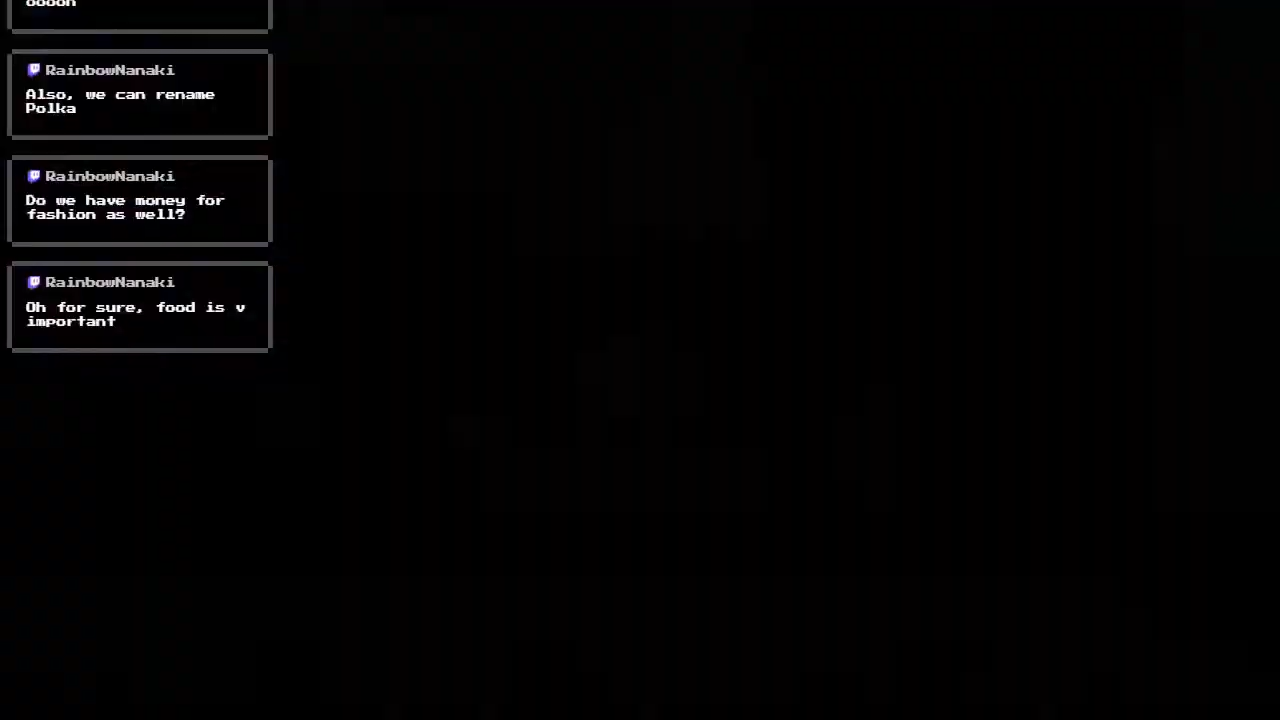 ooooh
RainbowNanaki
Also, we can rename
Polka
RainbowNanaki
Do we have money for
fashion as well?
RainbowNanaki
Oh for sure, food is v
important